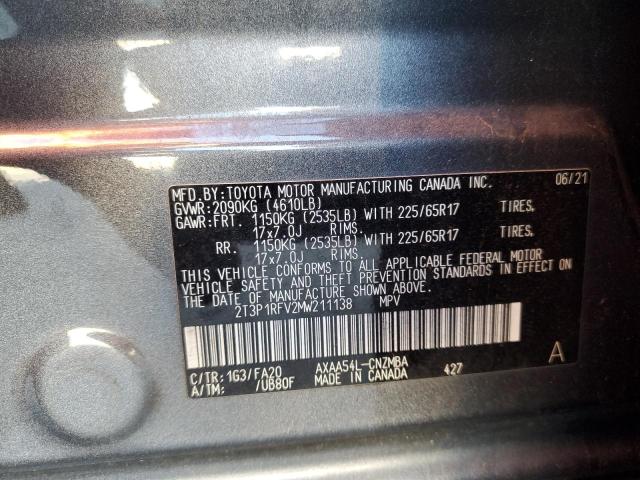 MFD.BY:TOYOTA MOTOR MANUFACTURING CANADA INC. 06/21
GVWR:2090KG (4610LB)
GAWR:FRT. 1150KG (2535LB) WITH 225/65R17 TIRES.
17x7.0J RIMS.
RR. 1150KG (2535LB) WITH 225/65R17 TIRES.
17x7.0J RIMS.
THIS VEHICLE CONFORMS TO ALL APPLICABLE FEDERAL MOTOR
VEHICLE SAFETY AND THEFT PREVENTION STANDARDS IN EFFECT ON
THE DATE OF MANUFACTURE SHOWN ABOVE.
2T3P1RFV2MW211138 MPV
C/TR:1G3/FA20 AXAA54L-CNZMBA 427 A
A/TM: /UB80F MADE IN CANADA